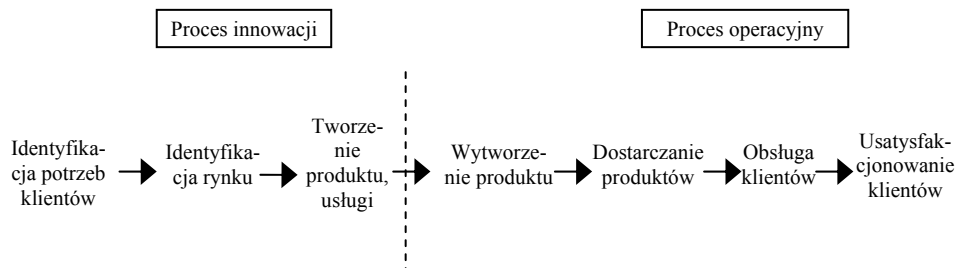 Proces innowacji
Proces operacyjny
Identyfika-
cja potrzeb
klientów
Identyfika-
cja rynku
Tworze-
nie
produktu,
usługi
Wytworze-
nie produktu
Dostarczanie
produktów
Obsługa
klientów
Usatysfak-
cjonowanie
klientów